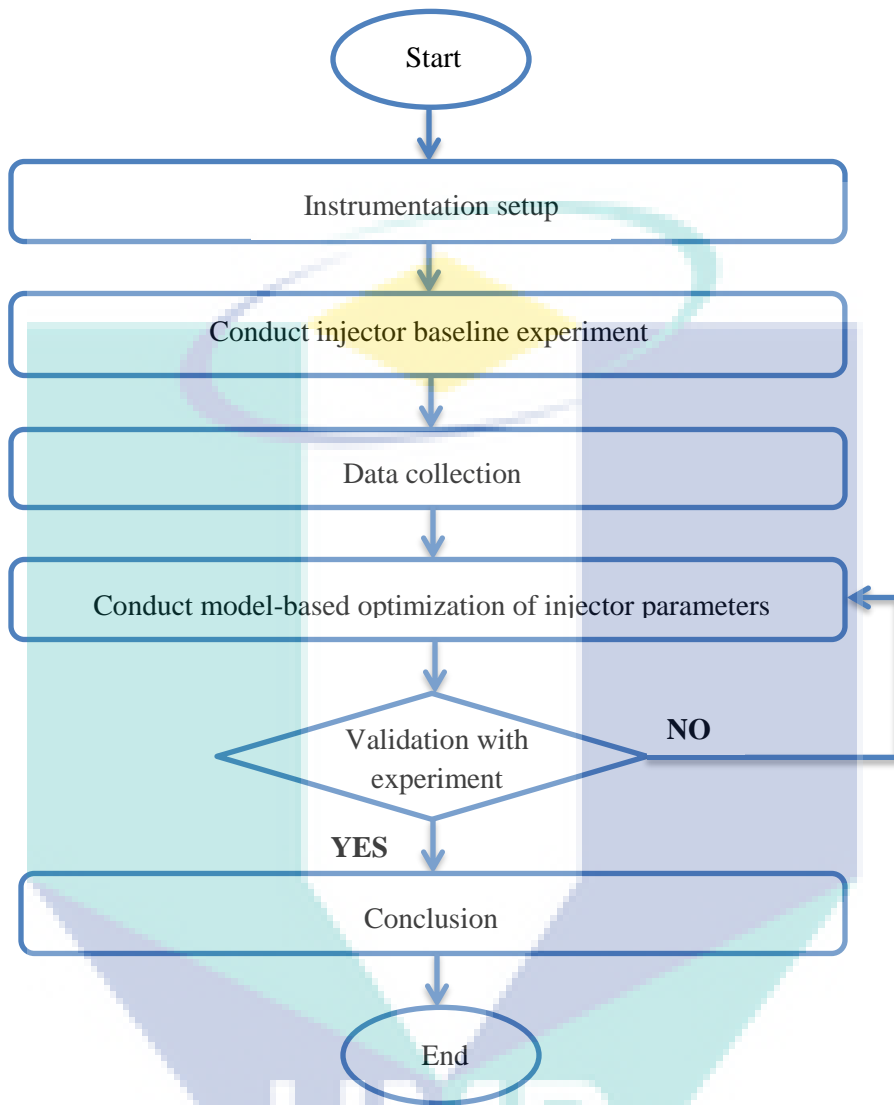 Start
Instrumentation setup
Conduct injector baseline experiment
Data collection
Conduct model-based optimization of injector parameters
Validation with
experiment
NO
YES
Conclusion
End